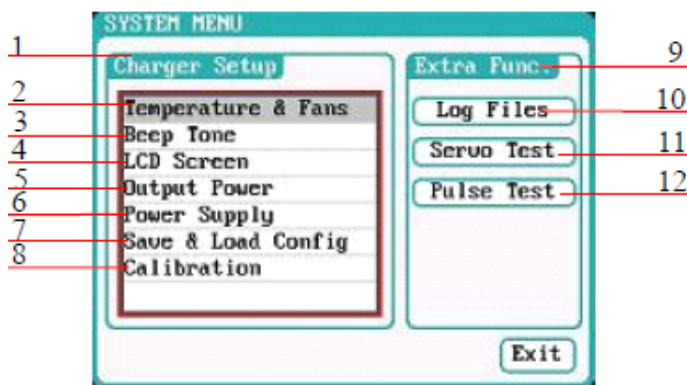 SYSTEM MENU
1
Charger Setup
2
Temperature & Fans
3
Beep Tone
4
LCD Screen
5
Output Power
6
Power Supply
7
Save & Load Config
8
Calibration
9
Extra Func.
10
Log Files
11
Servo Test
12
Pulse Test
Exit